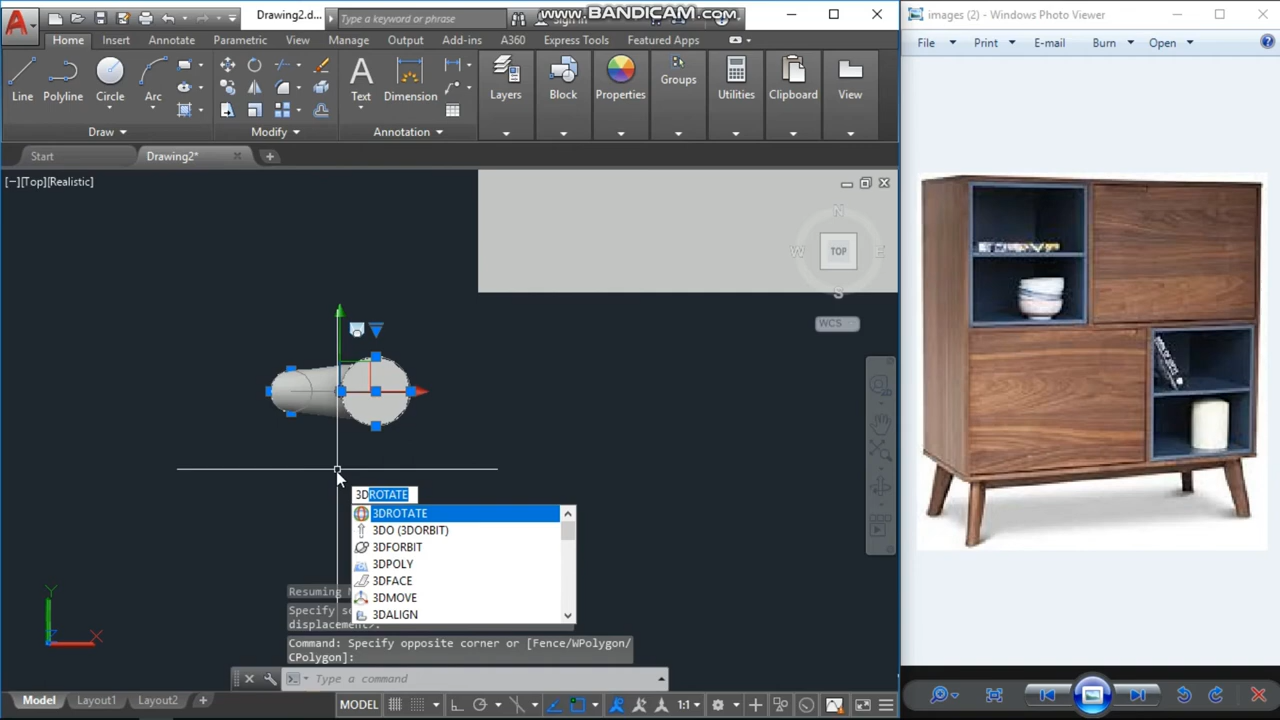 Drawing2.d...
Type a keyword or phrase
www.BANDICAM.com
images (2) - Windows Photo Viewer
Home
Insert
Annotate
Parametric
View
Manage
Output
Add-ins
A360
Express Tools
Featured Apps
File
Print
E-mail
Burn
Open
Line
Polyline
Circle
Arc
Text
Dimension
Layers
Block
Properties
Groups
Utilities
Clipboard
View
Draw
Modify
Annotation
Start
Drawing2*
[−][Top][Realistic]
N
W
TOP
E
S
WCS
3DROTATE
3DROTATE
3DO (3DORBIT)
3DFORBIT
3DPOLY
3DFACE
3DMOVE
3DALIGN
Y
X
Resuming
Specify
displacement>:
Command: Specify opposite corner or [Fence/WPolygon/
CPolygon]:
Type a command
Model
Layout1
Layout2
MODEL
1:1